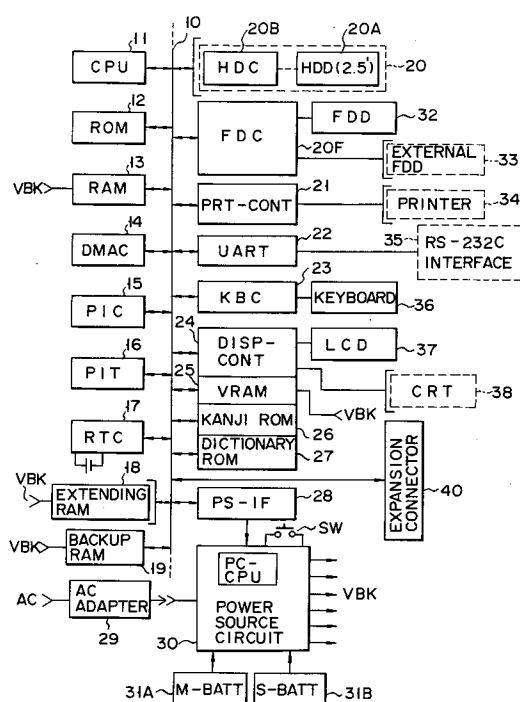 10
20B
20A
11
CPU
HDC
HDD(2.5')
20
12
ROM
FDC
FDD
32
20F
13
VBK
RAM
EXTERNAL
FDD
33
21
PRT-CONT
PRINTER
34
14
DMAC
22
UART
35
RS-232C
INTERFACE
15
PIC
23
KBC
KEYBOARD
36
24
16
PIT
DISP-
CONT
LCD
37
25
VRAM
CRT
38
VBK
17
RTC
KANJI ROM
26
DICTIONARY
ROM
27
VBK
18
EXTENDING
RAM
PS-IF
28
EXPANSION
CONNECTOR
40
SW
VBK
BACKUP
RAM
19
PC-
CPU
VBK
AC
AC
ADAPTER
29
POWER
SOURCE
CIRCUIT
30
31A
M-BATT
S-BATT
31B